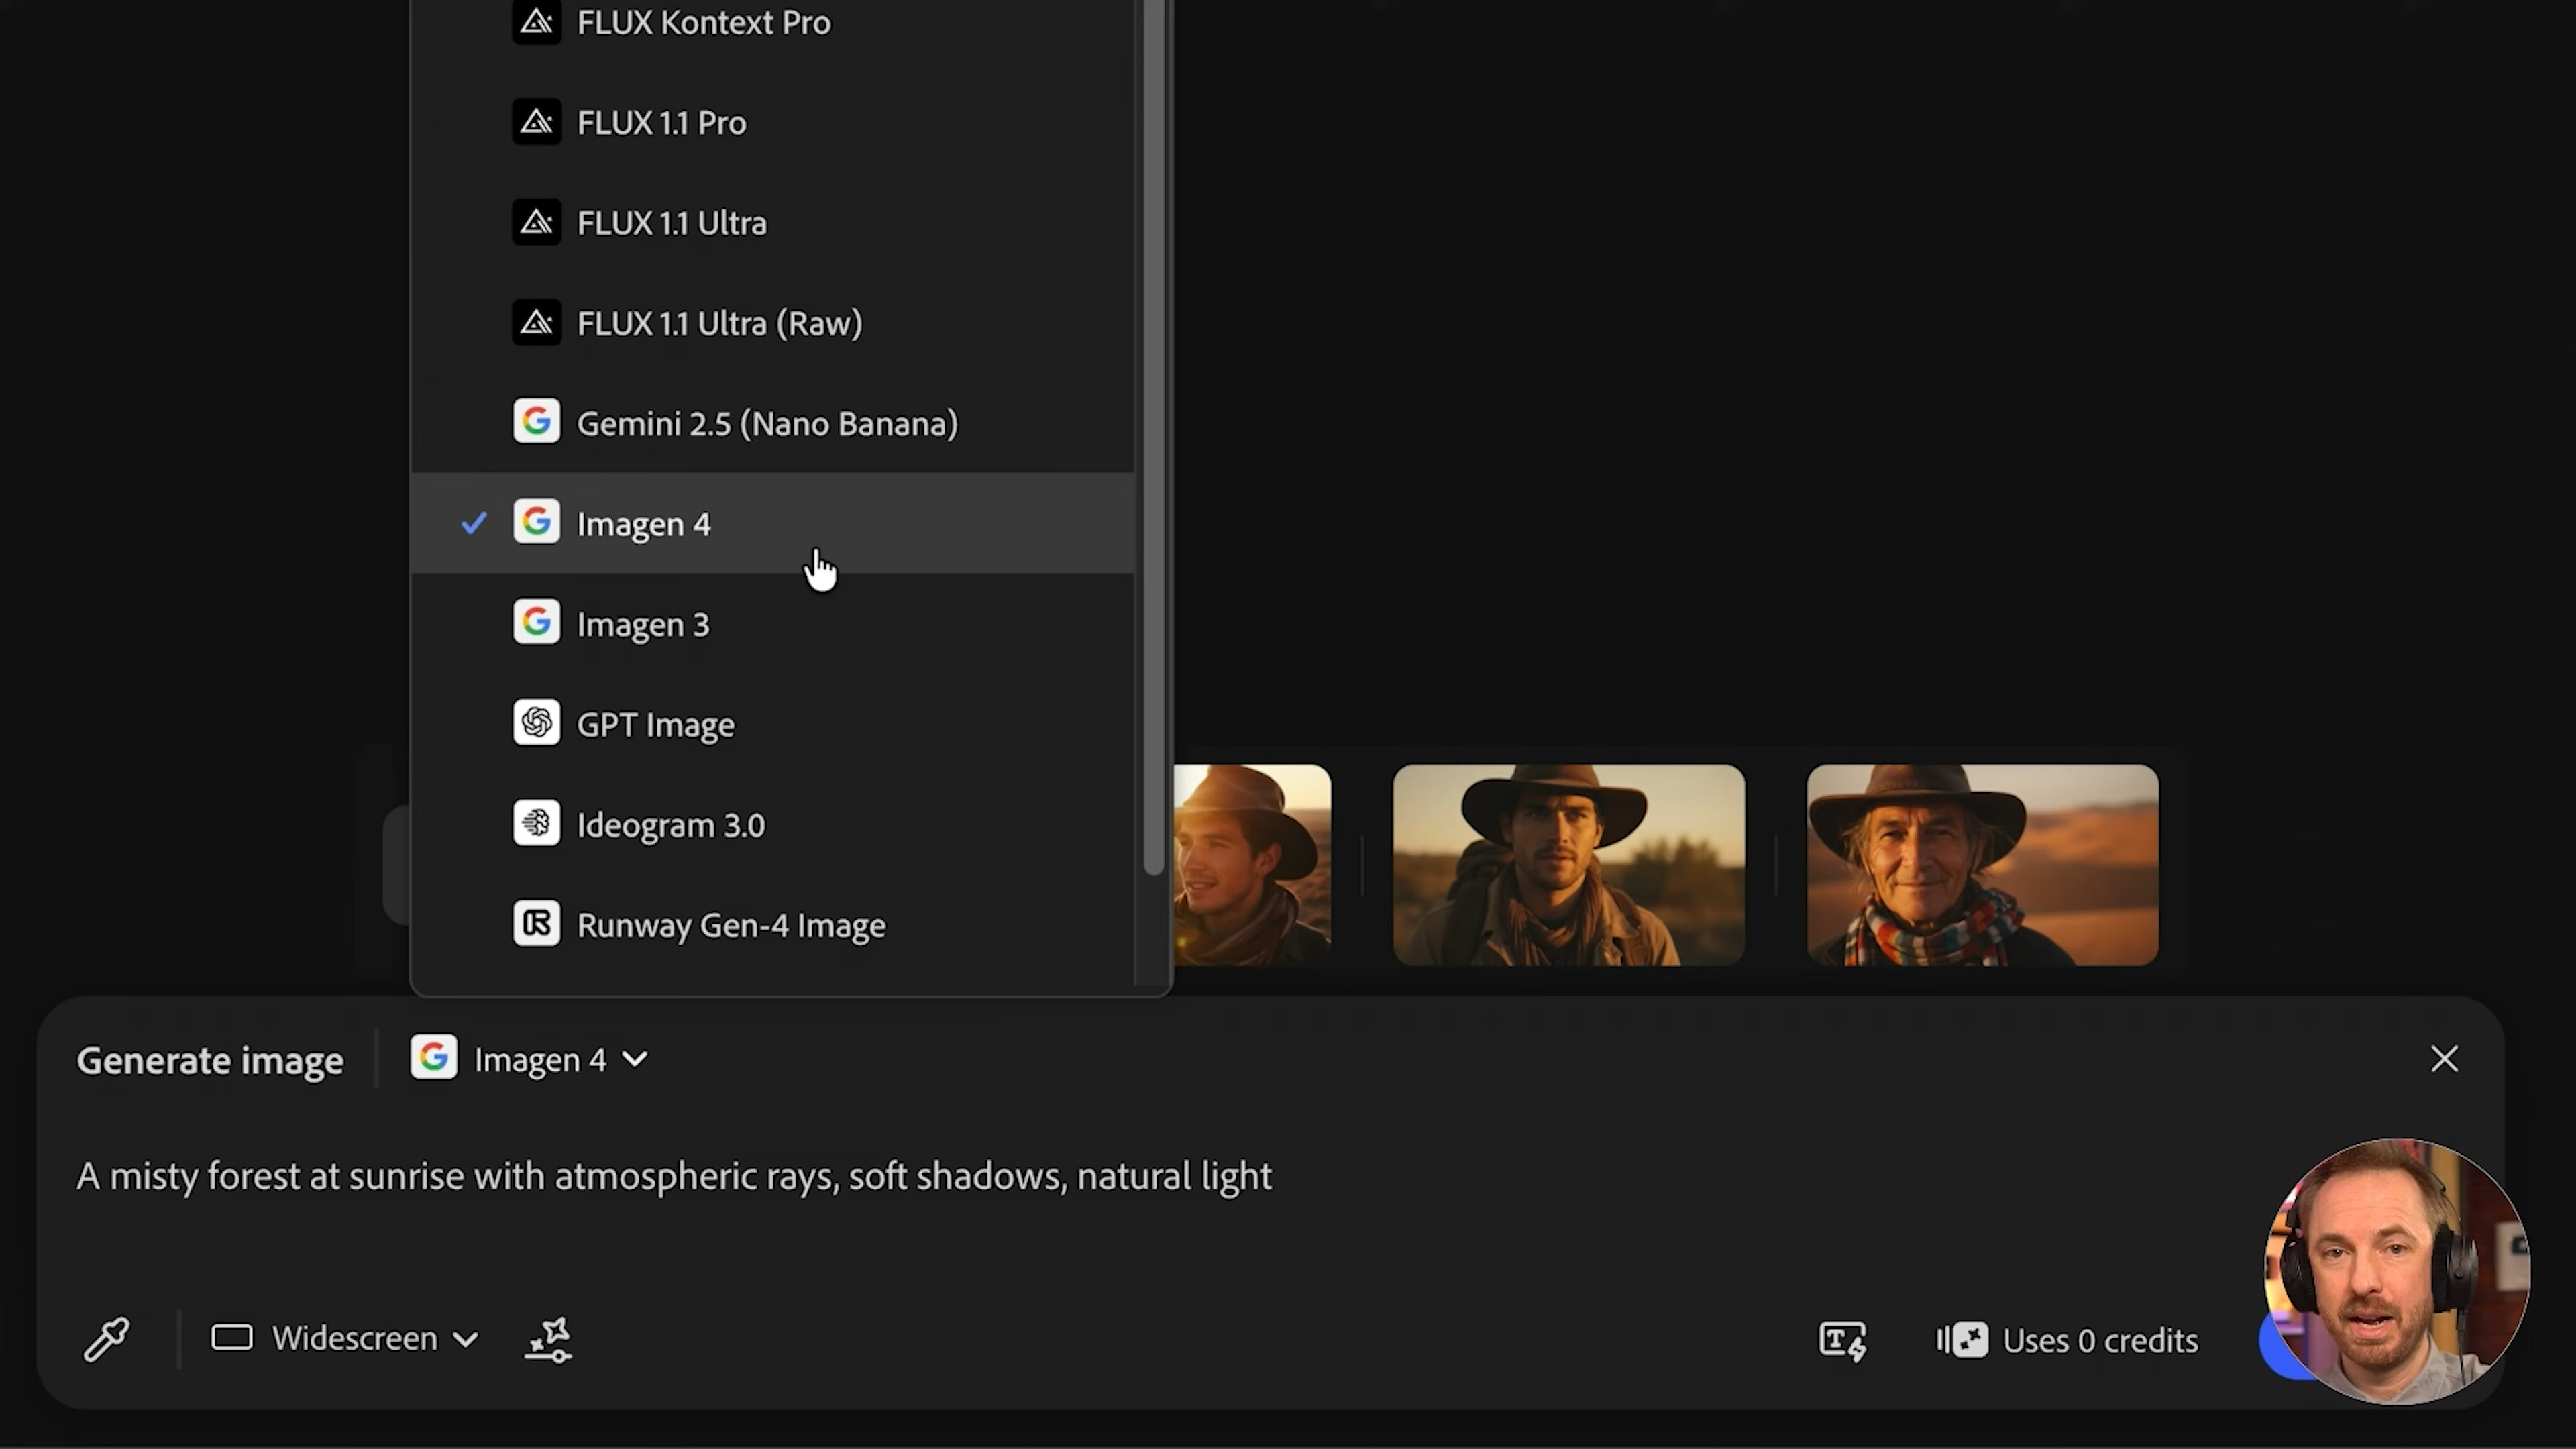 FLUX Kontext Pro
FLUX 1.1 Pro
FLUX 1.1 Ultra
FLUX 1.1 Ultra (Raw)
Gemini 2.5 (Nano Banana)
Imagen 4
Imagen 3
GPT Image
Ideogram 3.0
Runway Gen-4 Image
Generate image
Imagen 4
A misty forest at sunrise with atmospheric rays, soft shadows, natural light
Widescreen
Uses 0 credits